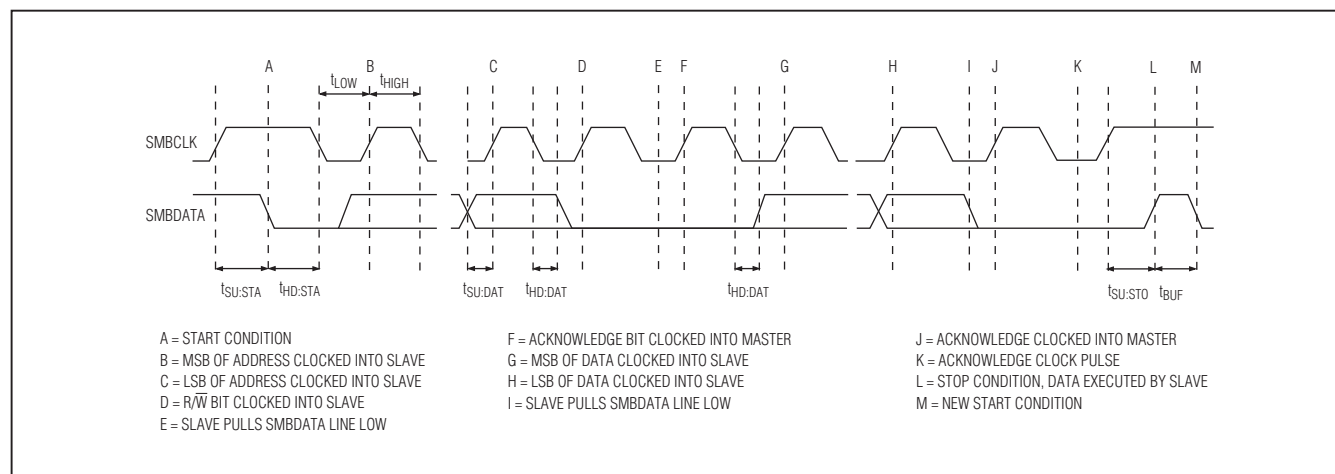 A B C D E F G H I J K L M
tLOW tHIGH
SMBCLK
SMBDATA
tSU:STA tHD:STA tSU:DAT tHD:DAT tHD:DAT tSU:STO tBUF
A = START CONDITION
B = MSB OF ADDRESS CLOCKED INTO SLAVE
C = LSB OF ADDRESS CLOCKED INTO SLAVE
D = R/W̅ BIT CLOCKED INTO SLAVE
E = SLAVE PULLS SMBDATA LINE LOW
F = ACKNOWLEDGE BIT CLOCKED INTO MASTER
G = MSB OF DATA CLOCKED INTO SLAVE
H = LSB OF DATA CLOCKED INTO SLAVE
I = SLAVE PULLS SMBDATA LINE LOW
J = ACKNOWLEDGE CLOCKED INTO MASTER
K = ACKNOWLEDGE CLOCK PULSE
L = STOP CONDITION, DATA EXECUTED BY SLAVE
M = NEW START CONDITION